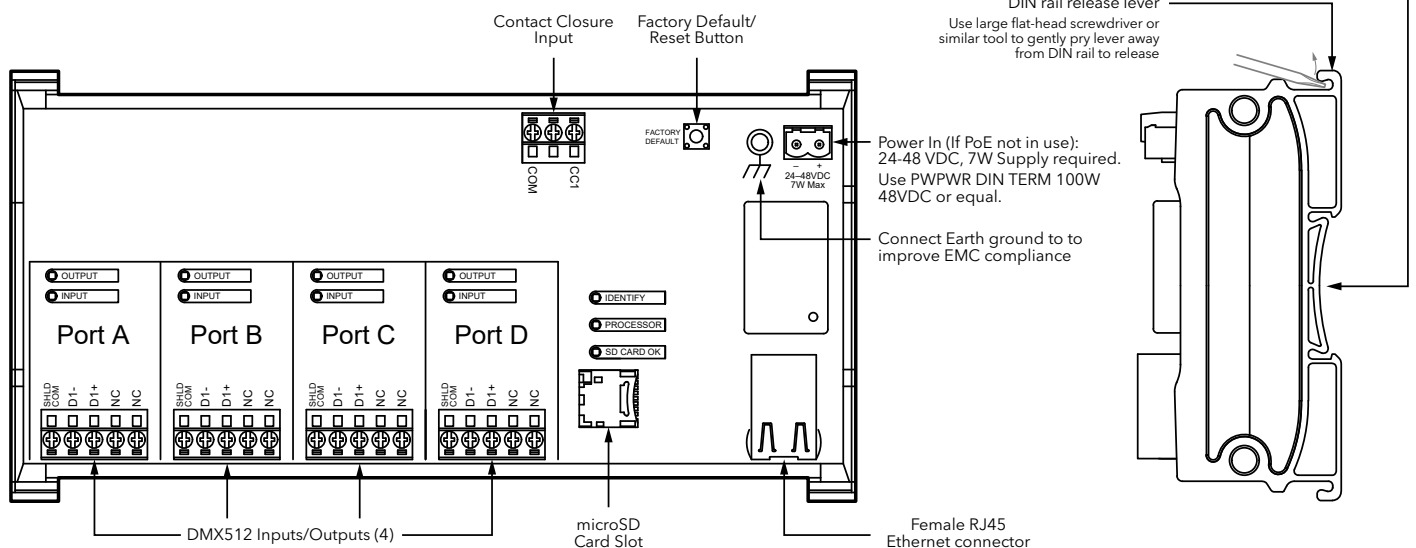 DIN rail release lever
Use large flat-head screwdriver or
similar tool to gently pry lever away
from DIN rail to release
Contact Closure
Input
Factory Default/
Reset Button
FACTORY
DEFAULT
COM
CC1
– +
24–48VDC
7W Max
Power In (If PoE not in use):
24-48 VDC, 7W Supply required.
Use PWPWR DIN TERM 100W
48VDC or equal.
Connect Earth ground to to
improve EMC compliance
OUTPUT
INPUT
Port A
SHLD
COM
D1-
D1+
NC
NC
OUTPUT
INPUT
Port B
SHLD
COM
D1-
D1+
NC
NC
OUTPUT
INPUT
Port C
SHLD
COM
D1-
D1+
NC
NC
OUTPUT
INPUT
Port D
SHLD
COM
D1-
D1+
NC
NC
IDENTIFY
PROCESSOR
SD CARD OK
DMX512 Inputs/Outputs (4)
microSD
Card Slot
Female RJ45
Ethernet connector